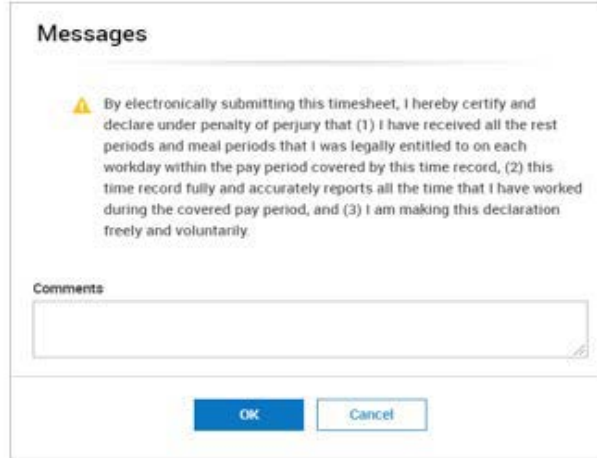 Messages
By electronically submitting this timesheet, I hereby certify and
declare under penalty of perjury that (1) I have received all the rest
periods and meal periods that I was legally entitled to on each
workday within the pay period covered by this time record, (2) this
time record fully and accurately reports all the time that I have worked
during the covered pay period, and (3) I am making this declaration
freely and voluntarily.
Comments
OK Cancel